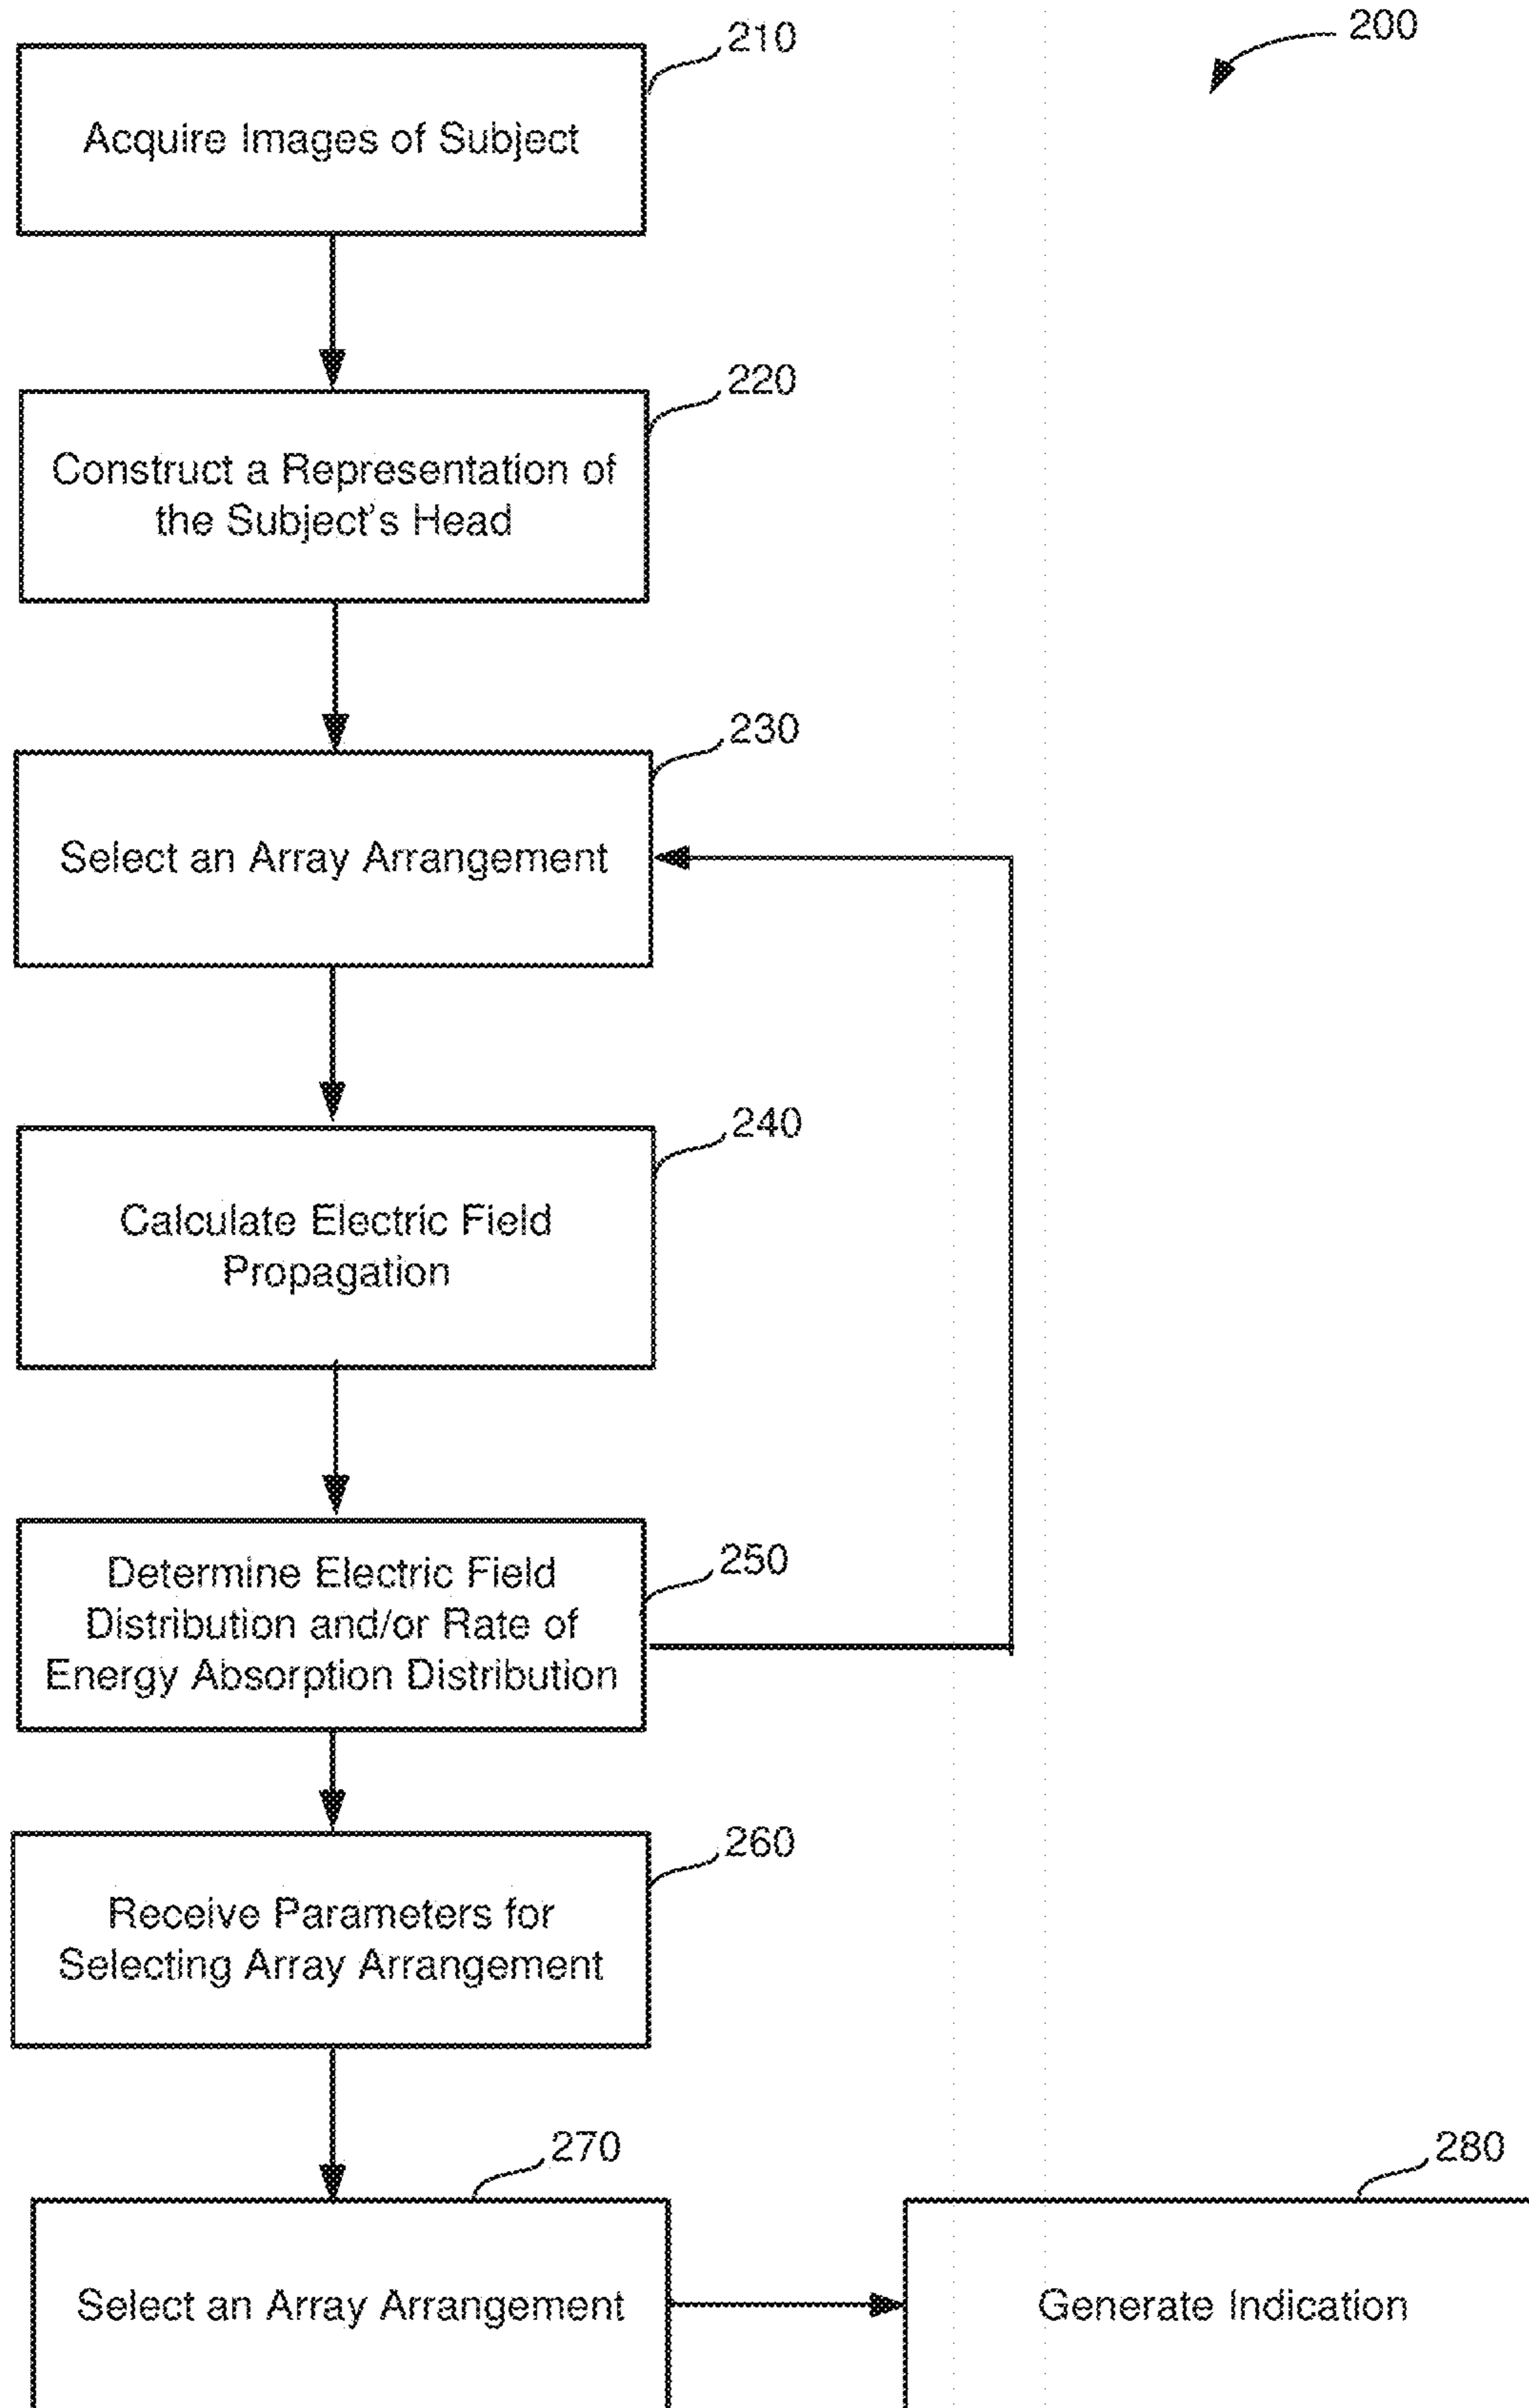 200
210
Acquire Images of Subject
220
Construct a Representation of
the Subject's Head
230
Select an Array Arrangement
240
Calculate Electric Field
Propagation
250
Determine Electric Field
Distribution and/or Rate of
Energy Absorption Distribution
260
Receive Parameters for
Selecting Array Arrangement
270
Select an Array Arrangement
280
Generate Indication